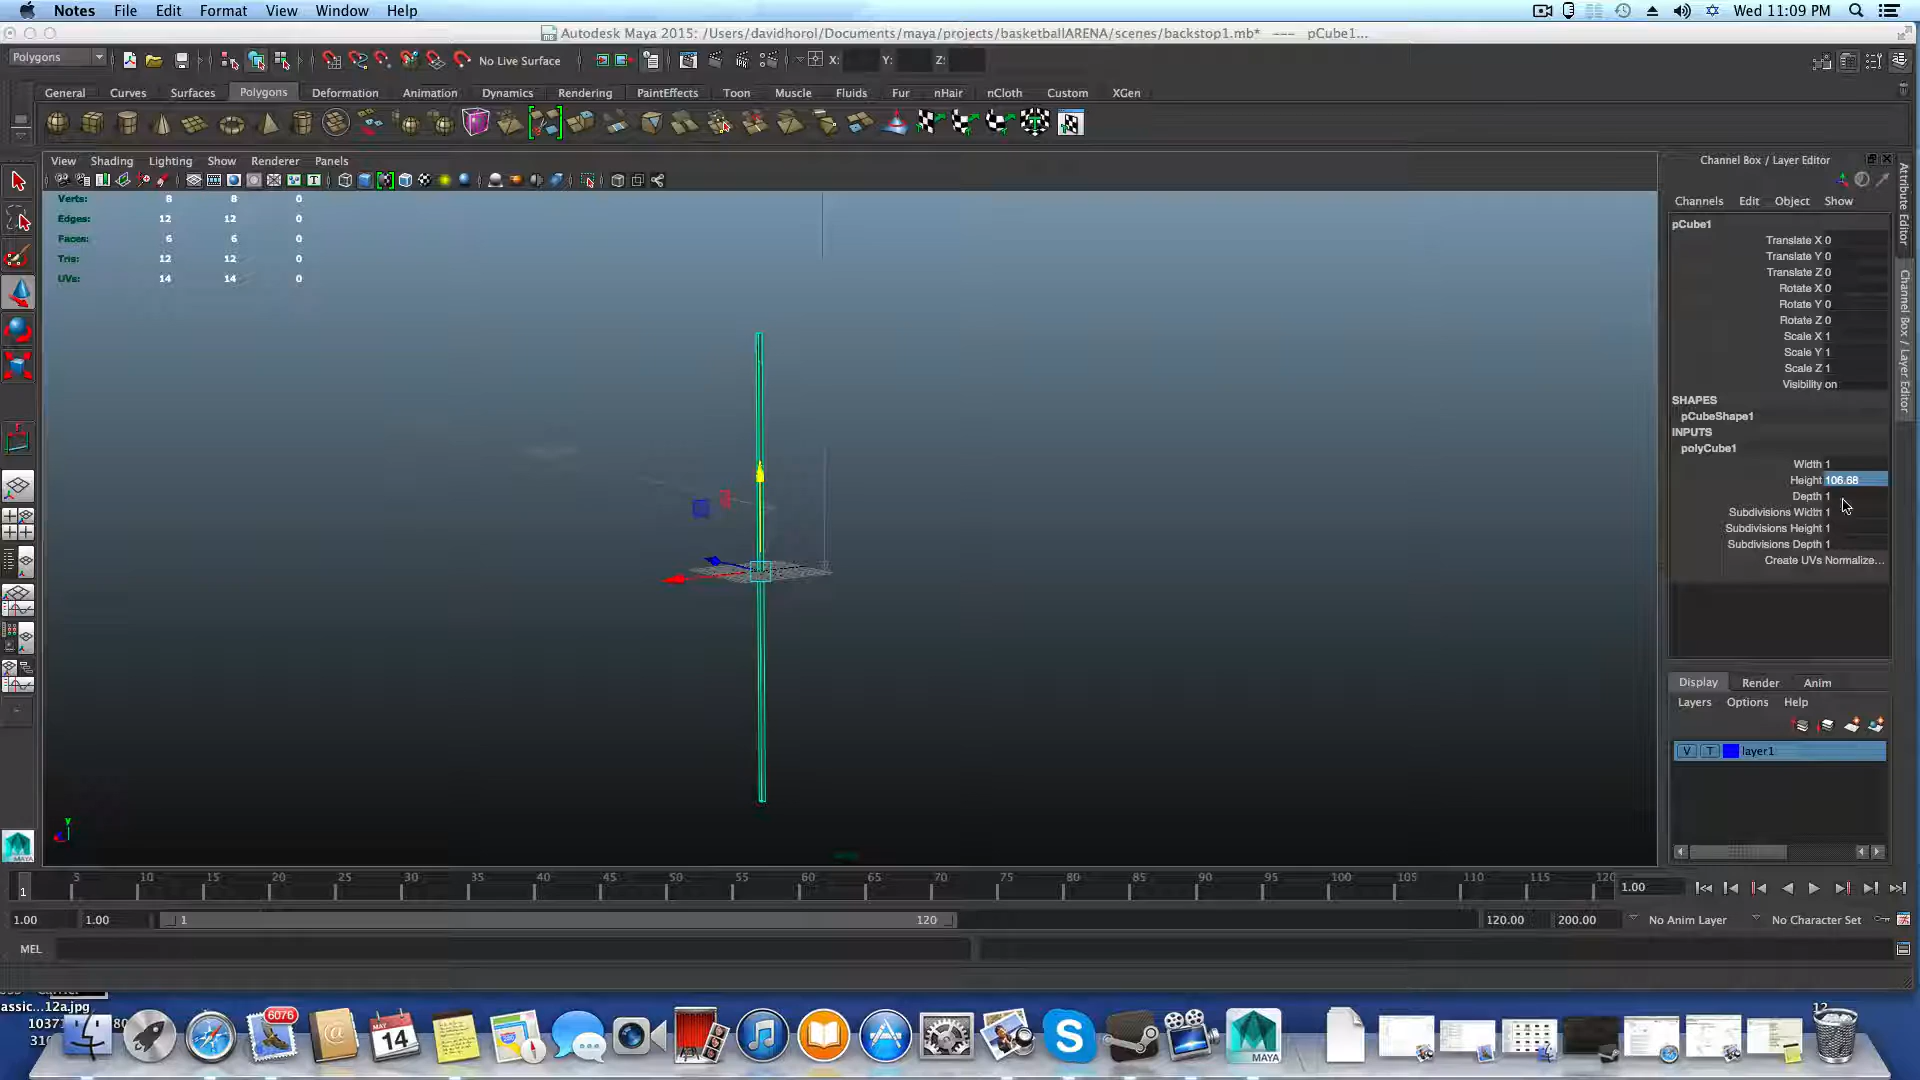 Notes File Edit Format View Window Help
Wed 11:09 PM
Autodesk Maya 2015: /Users/davidhorol/Documents/maya/projects/basketballARENA/scenes/backstop1.mb* --- pCube1...
Polygons
No Live Surface
X: Y: Z:
General Curves Surfaces Polygons Deformation Animation Dynamics Rendering PaintEffects Toon Muscle Fluids Fur nHair nCloth Custom XGen
View Shading Lighting Show Renderer Panels
Channel Box / Layer Editor
Channels Edit Object Show
Attribute Editor
Channel Box / Layer Editor
Verts: 8 8 0
Edges: 12 12 0
Faces: 6 6 0
Tris: 12 12 0
UVs: 14 14 0
pCube1
Translate X 0
Translate Y 0
Translate Z 0
Rotate X 0
Rotate Y 0
Rotate Z 0
Scale X 1
Scale Y 1
Scale Z 1
Visibility on
SHAPES
pCubeShape1
INPUTS
polyCube1
Width 1
Height 106.68
Depth 1
Subdivisions Width 1
Subdivisions Height 1
Subdivisions Depth 1
Create UVs Normalize...
Display Render Anim
Layers Options Help
V T layer1
y
MAYA
5 10 15 20 25 30 35 40 45 50 55 60 65 70 75 80 85 90 95 100 105 110 115 120
1
1.00
1.00 1.00 1 120 120.00 200.00 No Anim Layer No Character Set
MEL
assic...12a.jpg
6076
MAY
14
MAYA